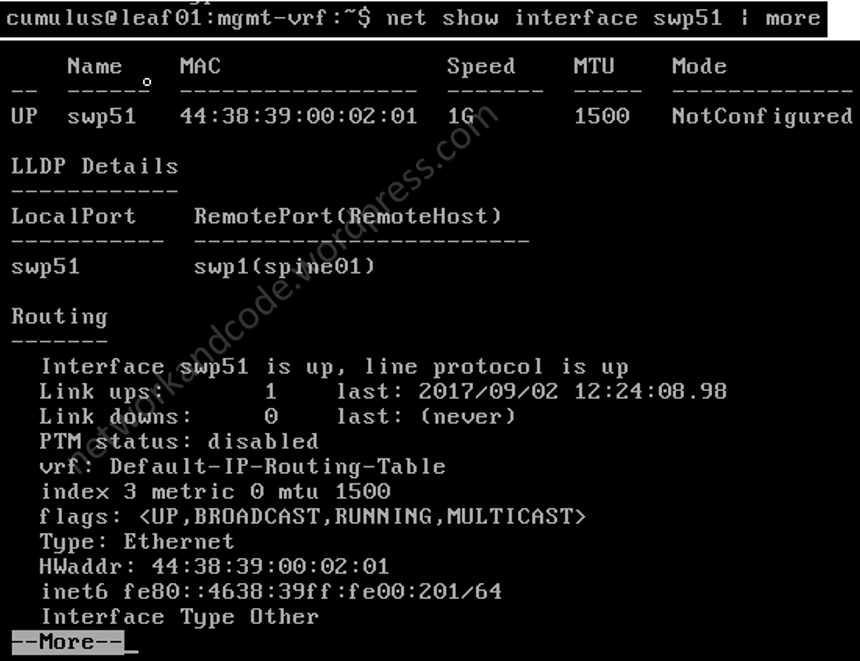 cumulus@leaf01:mgmt-vrf:~$ net show interface swp51 | more
Name MAC Speed MTU Mode
-- ------ ----------------- ------- ----- -------------
UP swp51 44:38:39:00:02:01 1G 1500 NotConfigured
LLDP Details
------------
LocalPort RemotePort(RemoteHost)
----------- ------------------------
swp51 swp1(spine01)
Routing
-------
Interface swp51 is up, line protocol is up
Link ups: 1 last: 2017/09/02 12:24:08.98
Link downs: 0 last: (never)
PTM status: disabled
vrf: Default-IP-Routing-Table
index 3 metric 0 mtu 1500
flags: <UP,BROADCAST,RUNNING,MULTICAST>
Type: Ethernet
HWaddr: 44:38:39:00:02:01
inet6 fe80::4638:39ff:fe00:201/64
Interface Type Other
--More--_
networkandcode.wordpress.com